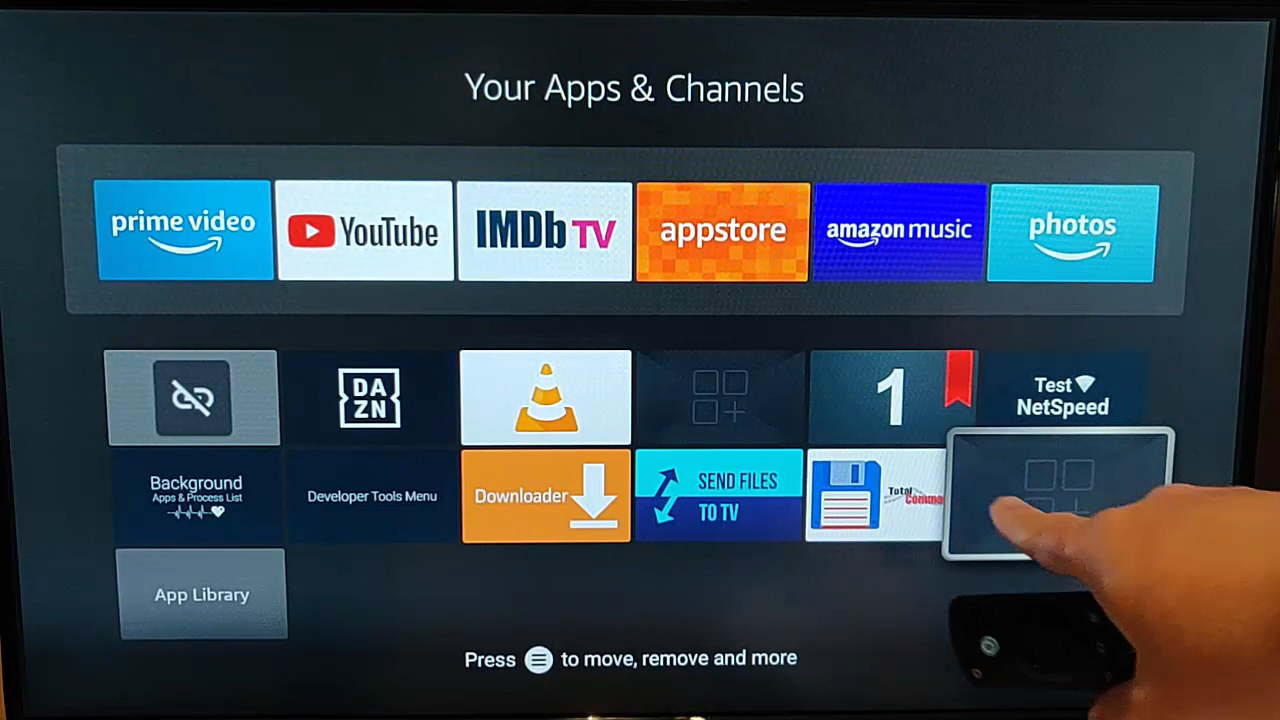 Your Apps & Channels
prime video
YouTube
IMDb TV
appstore
amazon music
photos
DA
ZN
1
Test
NetSpeed
Background
Apps & Process List
Developer Tools Menu
Downloader
SEND FILES
TO TV
Total
App Library
Press to move, remove and more